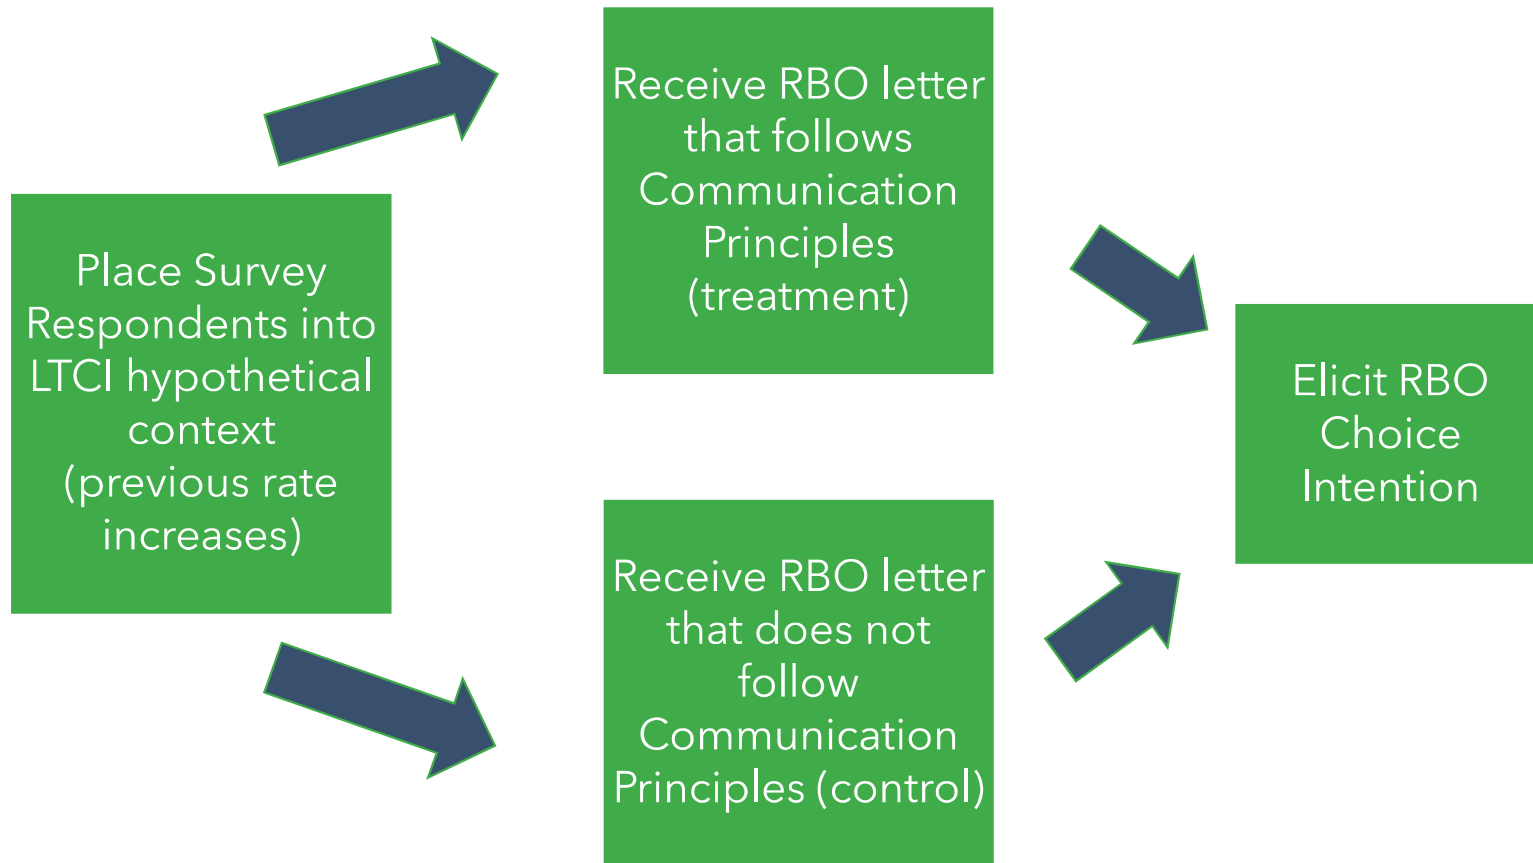 Place Survey
Respondents into
LTCI hypothetical
context
(previous rate
increases)
Receive RBO letter
that follows
Communication
Principles
(treatment)
Receive RBO letter
that does not
follow
Communication
Principles (control)
Elicit RBO
Choice
Intention